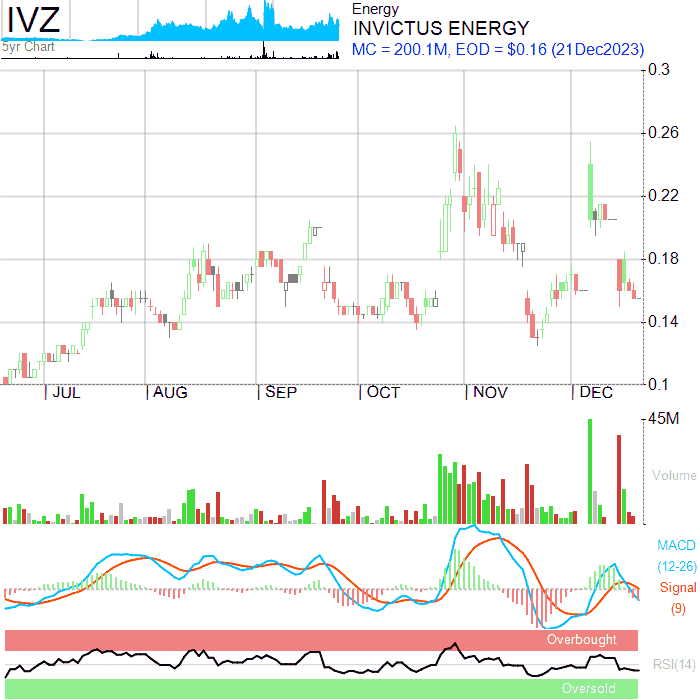 IVZ
5yr Chart
Energy
INVICTUS ENERGY
MC = 200.1M, EOD = $0.16 (21Dec2023)
0.3
0.26
0.22
0.18
0.14
0.1
JUL AUG SEP OCT NOV DEC
45M
Volume
MACD
(12-26)
Signal
(9)
Overbought
RSI(14)
Oversold